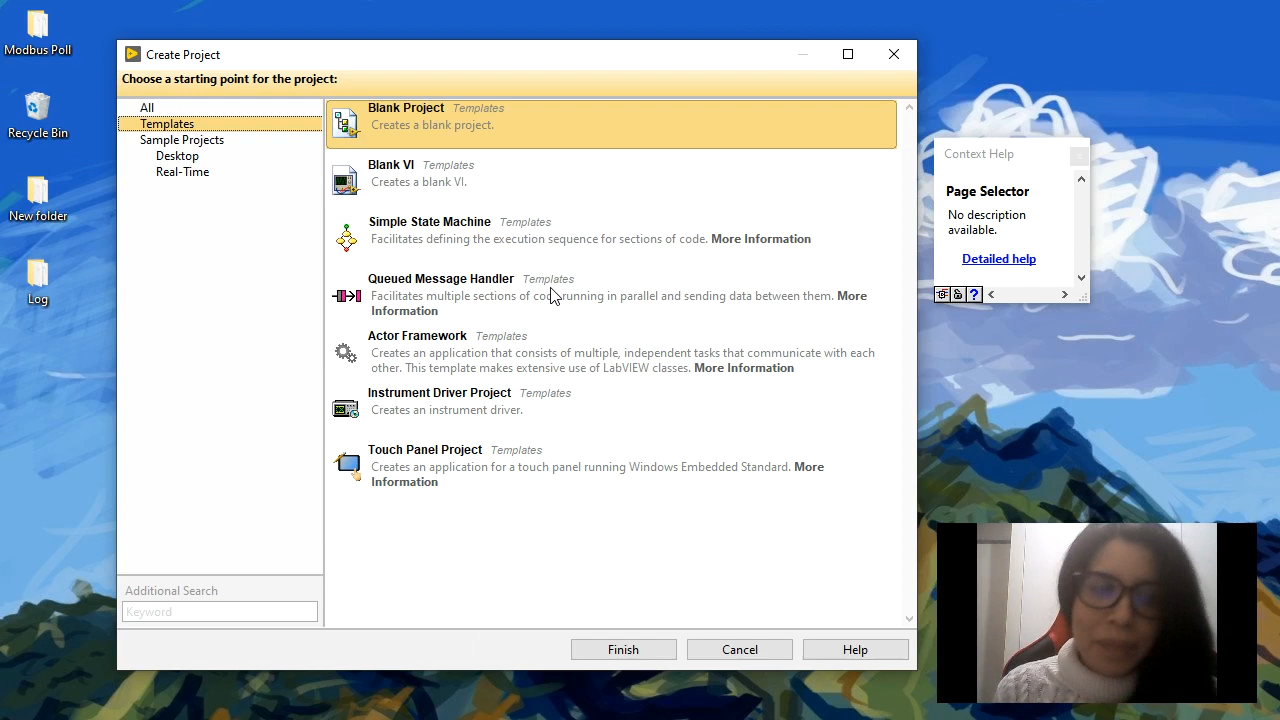 Modbus Poll
Recycle Bin
New folder
Log
Create Project
Choose a starting point for the project:
All
Templates
Sample Projects
Desktop
Real-Time
Additional Search
Keyword
Blank Project Templates
Creates a blank project.
Blank VI Templates
Creates a blank VI.
Simple State Machine Templates
Facilitates defining the execution sequence for sections of code. More Information
Queued Message Handler Templates
Facilitates multiple sections of code running in parallel and sending data between them. More
Information
Actor Framework Templates
Creates an application that consists of multiple, independent tasks that communicate with each
other. This template makes extensive use of LabVIEW classes. More Information
Instrument Driver Project Templates
Creates an instrument driver.
Touch Panel Project Templates
Creates an application for a touch panel running Windows Embedded Standard. More
Information
Finish
Cancel
Help
Context Help
Page Selector
No description
available.
Detailed help
?